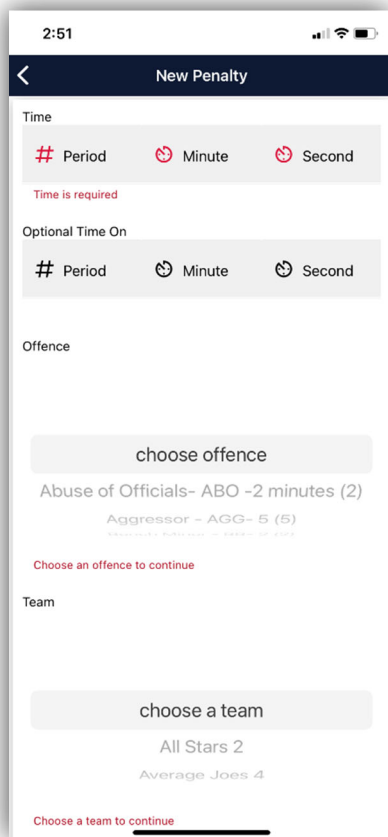 2:51
New Penalty
Time
# Period Minute Second
Time is required
Optional Time On
# Period Minute Second
Offence
choose offence
Abuse of Officials- ABO -2 minutes (2)
Aggressor - AGG- 5 (5)
Choose an offence to continue
Team
choose a team
All Stars 2
Average Joes 4
Choose a team to continue